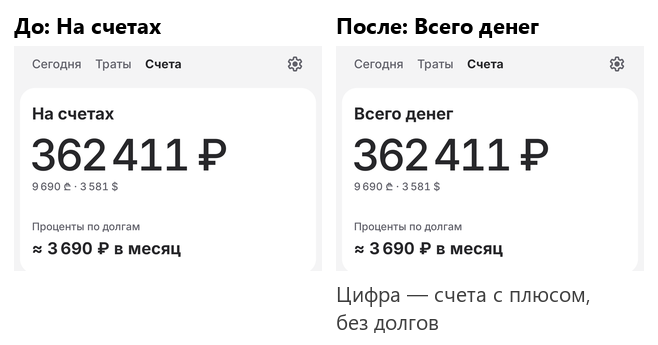 До: На счетах
Сегодня Траты Счета
На счетах
362 411 ₽
9 690 ₾ · 3 581 $
Проценты по долгам
≈ 3 690 ₽ в месяц
После: Всего денег
Сегодня Траты Счета
Всего денег
362 411 ₽
9 690 ₾ · 3 581 $
Проценты по долгам
≈ 3 690 ₽ в месяц
Цифра — счета с плюсом,
без долгов